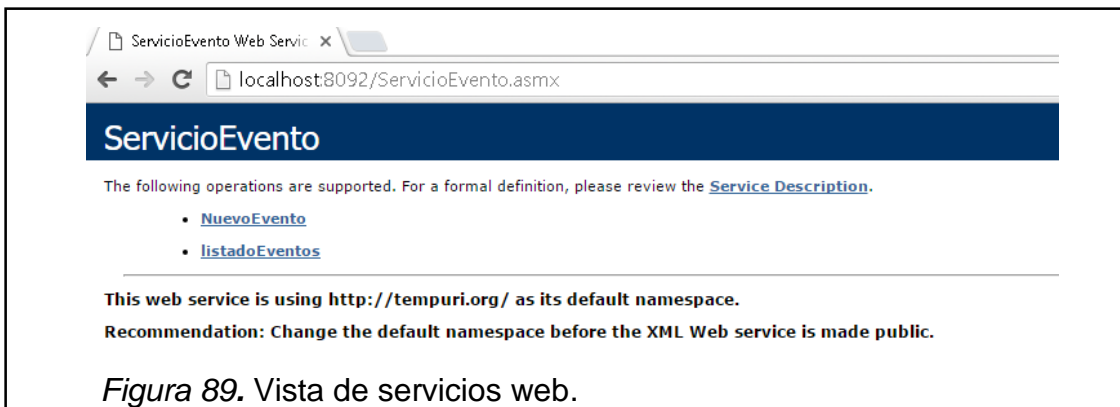 ServicioEvento Web Servic
localhost:8092/ServicioEvento.asmx
ServicioEvento
The following operations are supported. For a formal definition, please review the Service Description.
• NuevoEvento
• listadoEventos
This web service is using http://tempuri.org/ as its default namespace.
Recommendation: Change the default namespace before the XML Web service is made public.
Figura 89. Vista de servicios web.